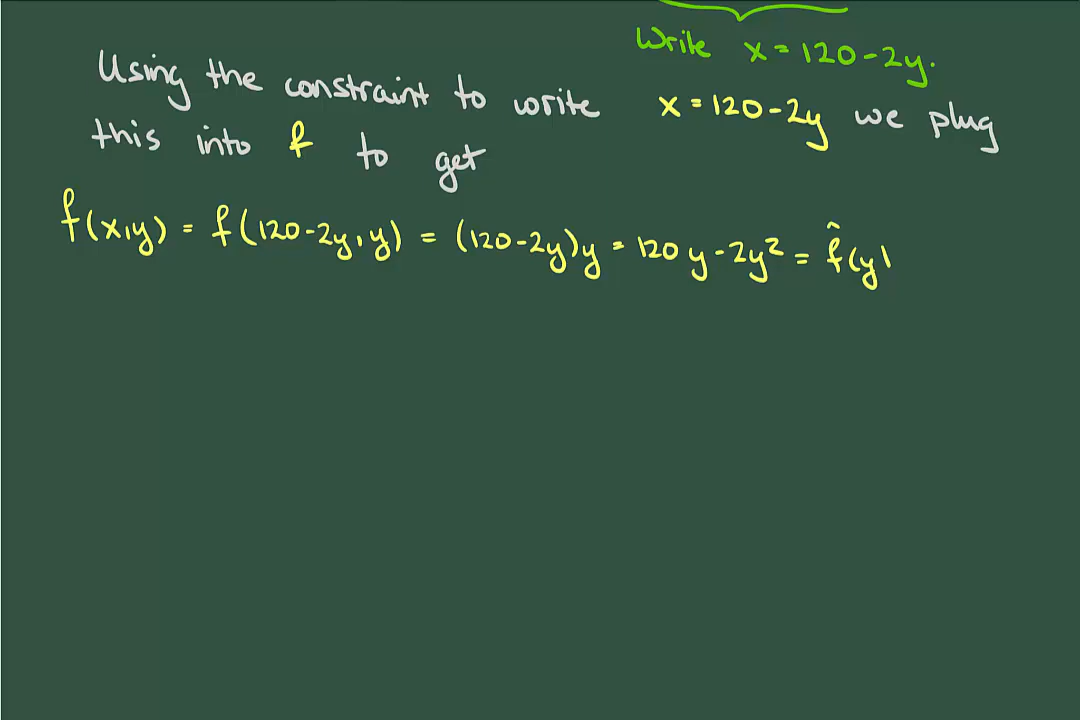 Write x = 120-2y.
Using the constraint to write x = 120-2y we plug
this into f to get
f(x,y) = f(120-2y,y) = (120-2y)y = 120y-2y² = f̂(y)